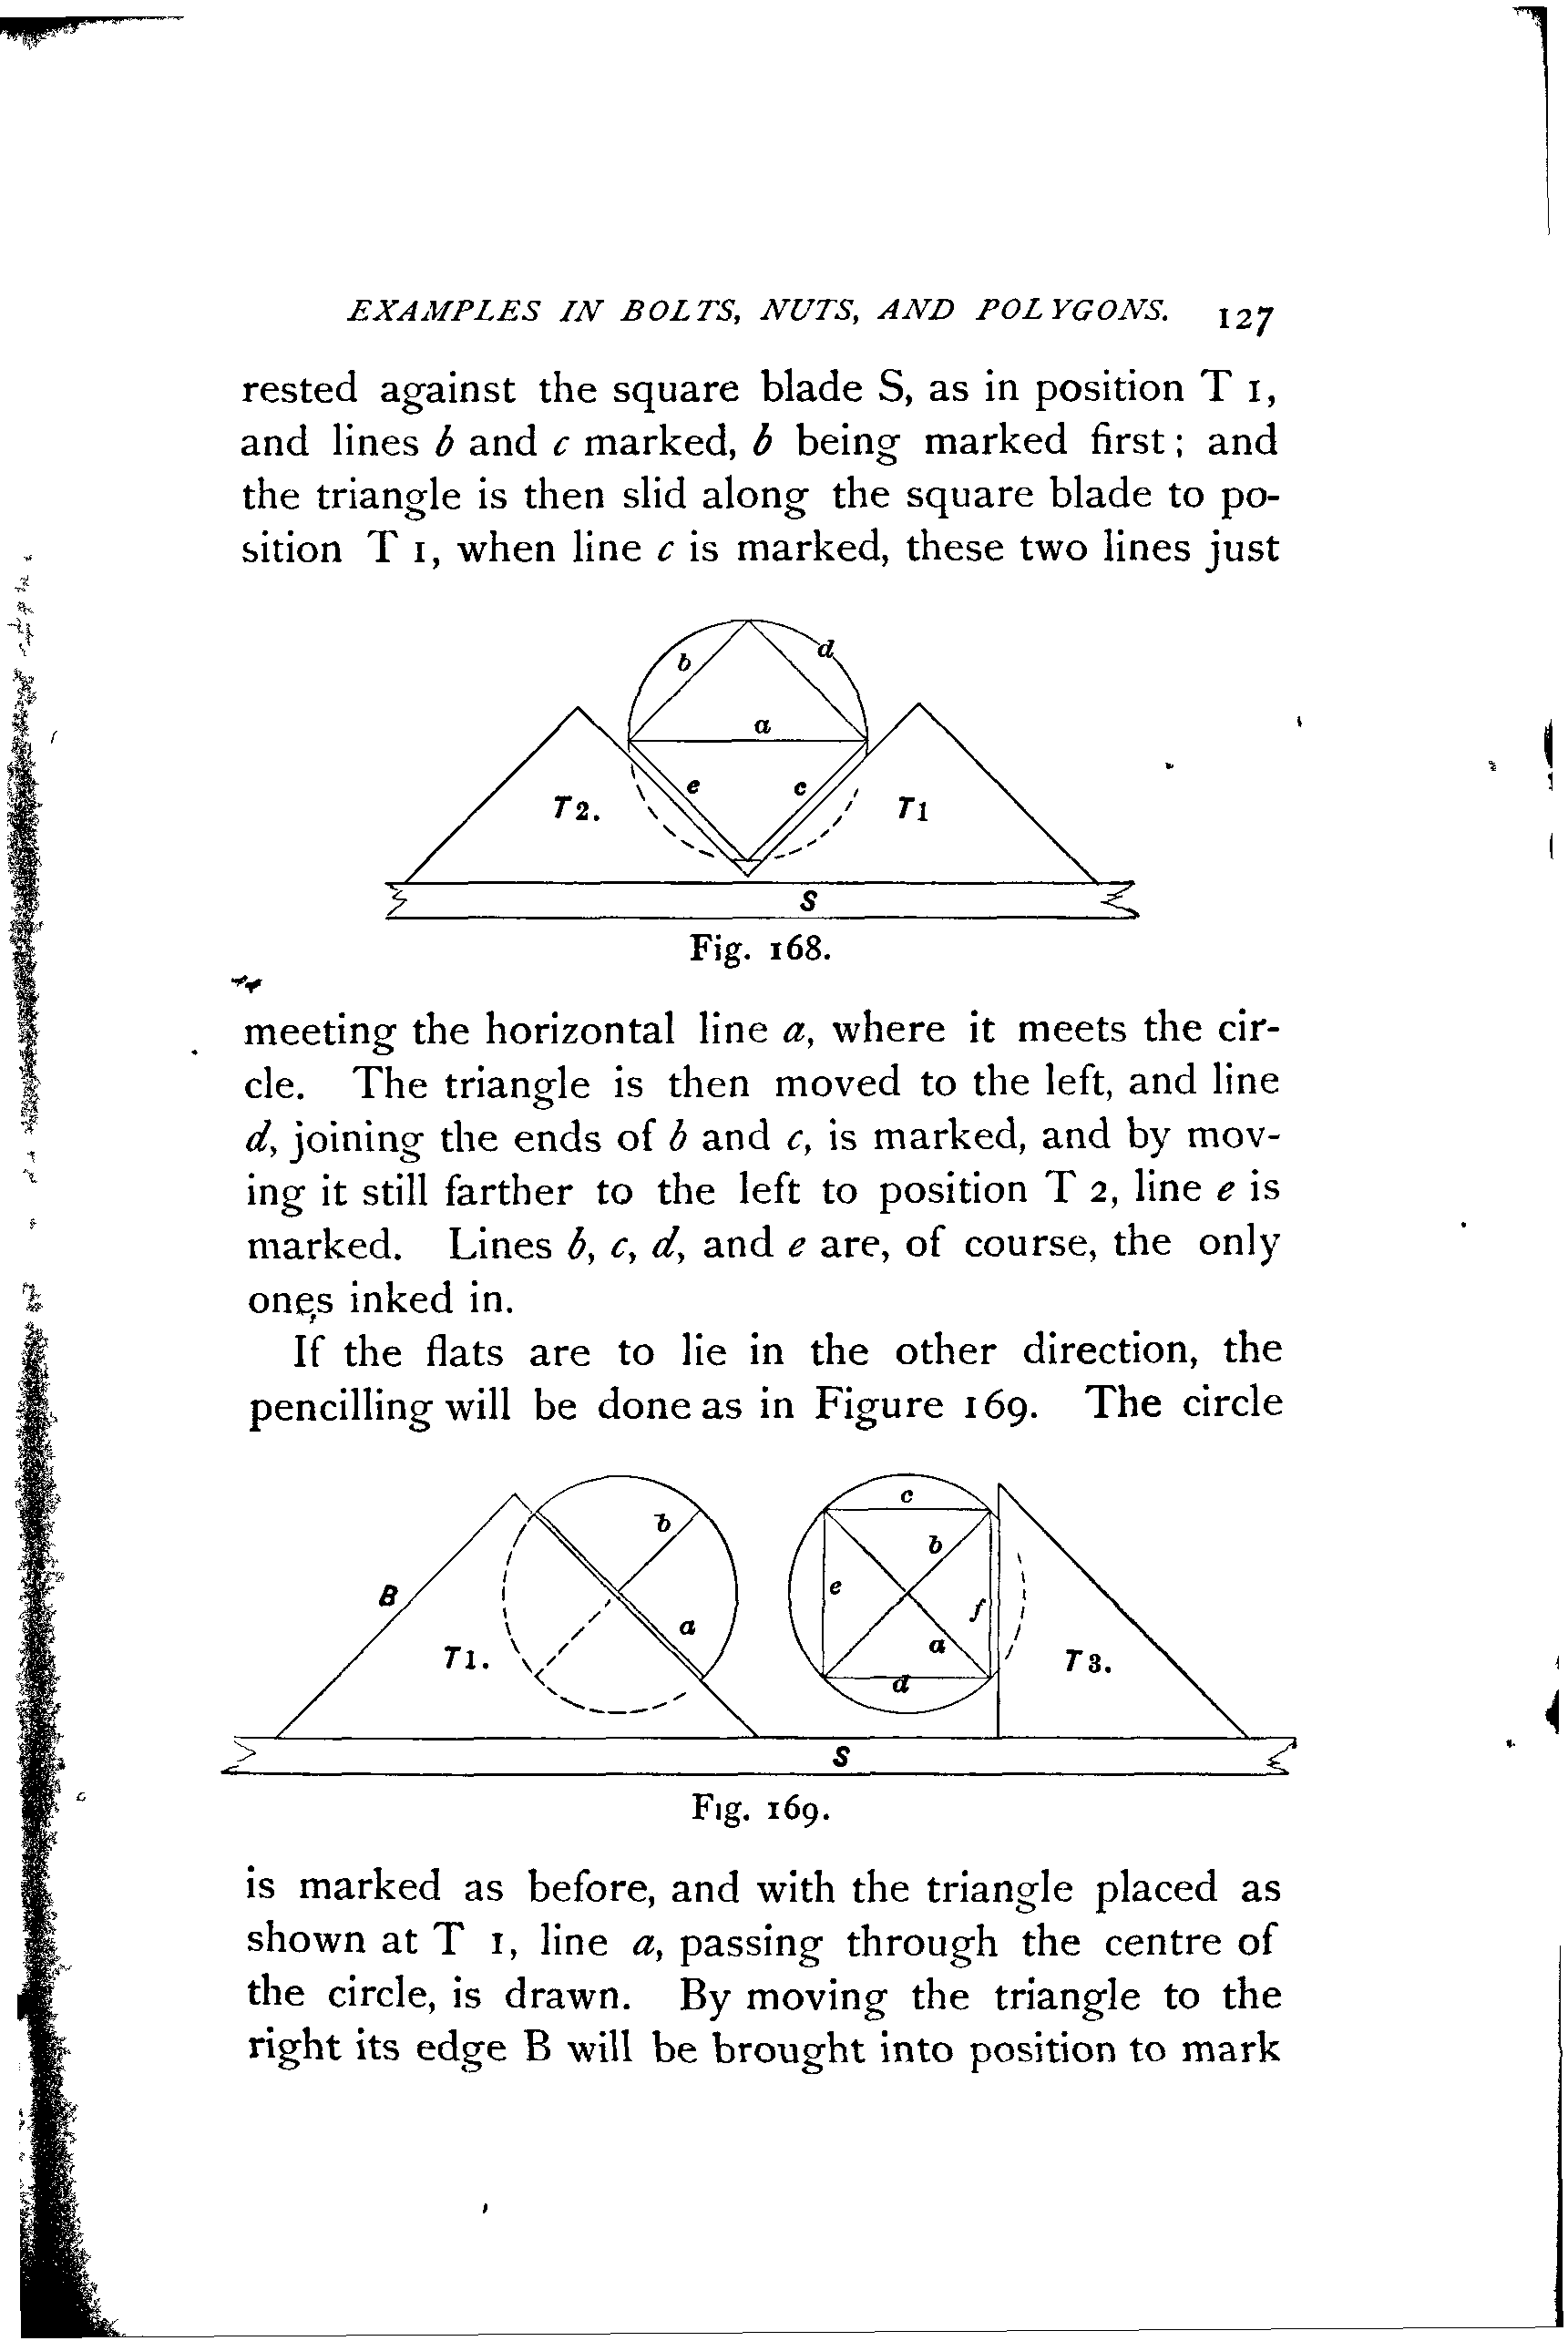 EXAMPLES IN BOLTS, NUTS, AND POLYGONS. 127
rested against the square blade S, as in position T 1,
and lines b and c marked, b being marked first; and
the triangle is then slid along the square blade to po-
sition T 1, when line c is marked, these two lines just
b
d
a
e
c
T2.
T1
S
Fig. 168.
meeting the horizontal line a, where it meets the cir-
cle. The triangle is then moved to the left, and line
d, joining the ends of b and c, is marked, and by mov-
ing it still farther to the left to position T 2, line e is
marked. Lines b, c, d, and e are, of course, the only
ones inked in.
If the flats are to lie in the other direction, the
pencilling will be done as in Figure 169. The circle
B
T1.
b
a
c
b
e
f
a
d
T3.
S
Fig. 169.
is marked as before, and with the triangle placed as
shown at T 1, line a, passing through the centre of
the circle, is drawn. By moving the triangle to the
right its edge B will be brought into position to mark